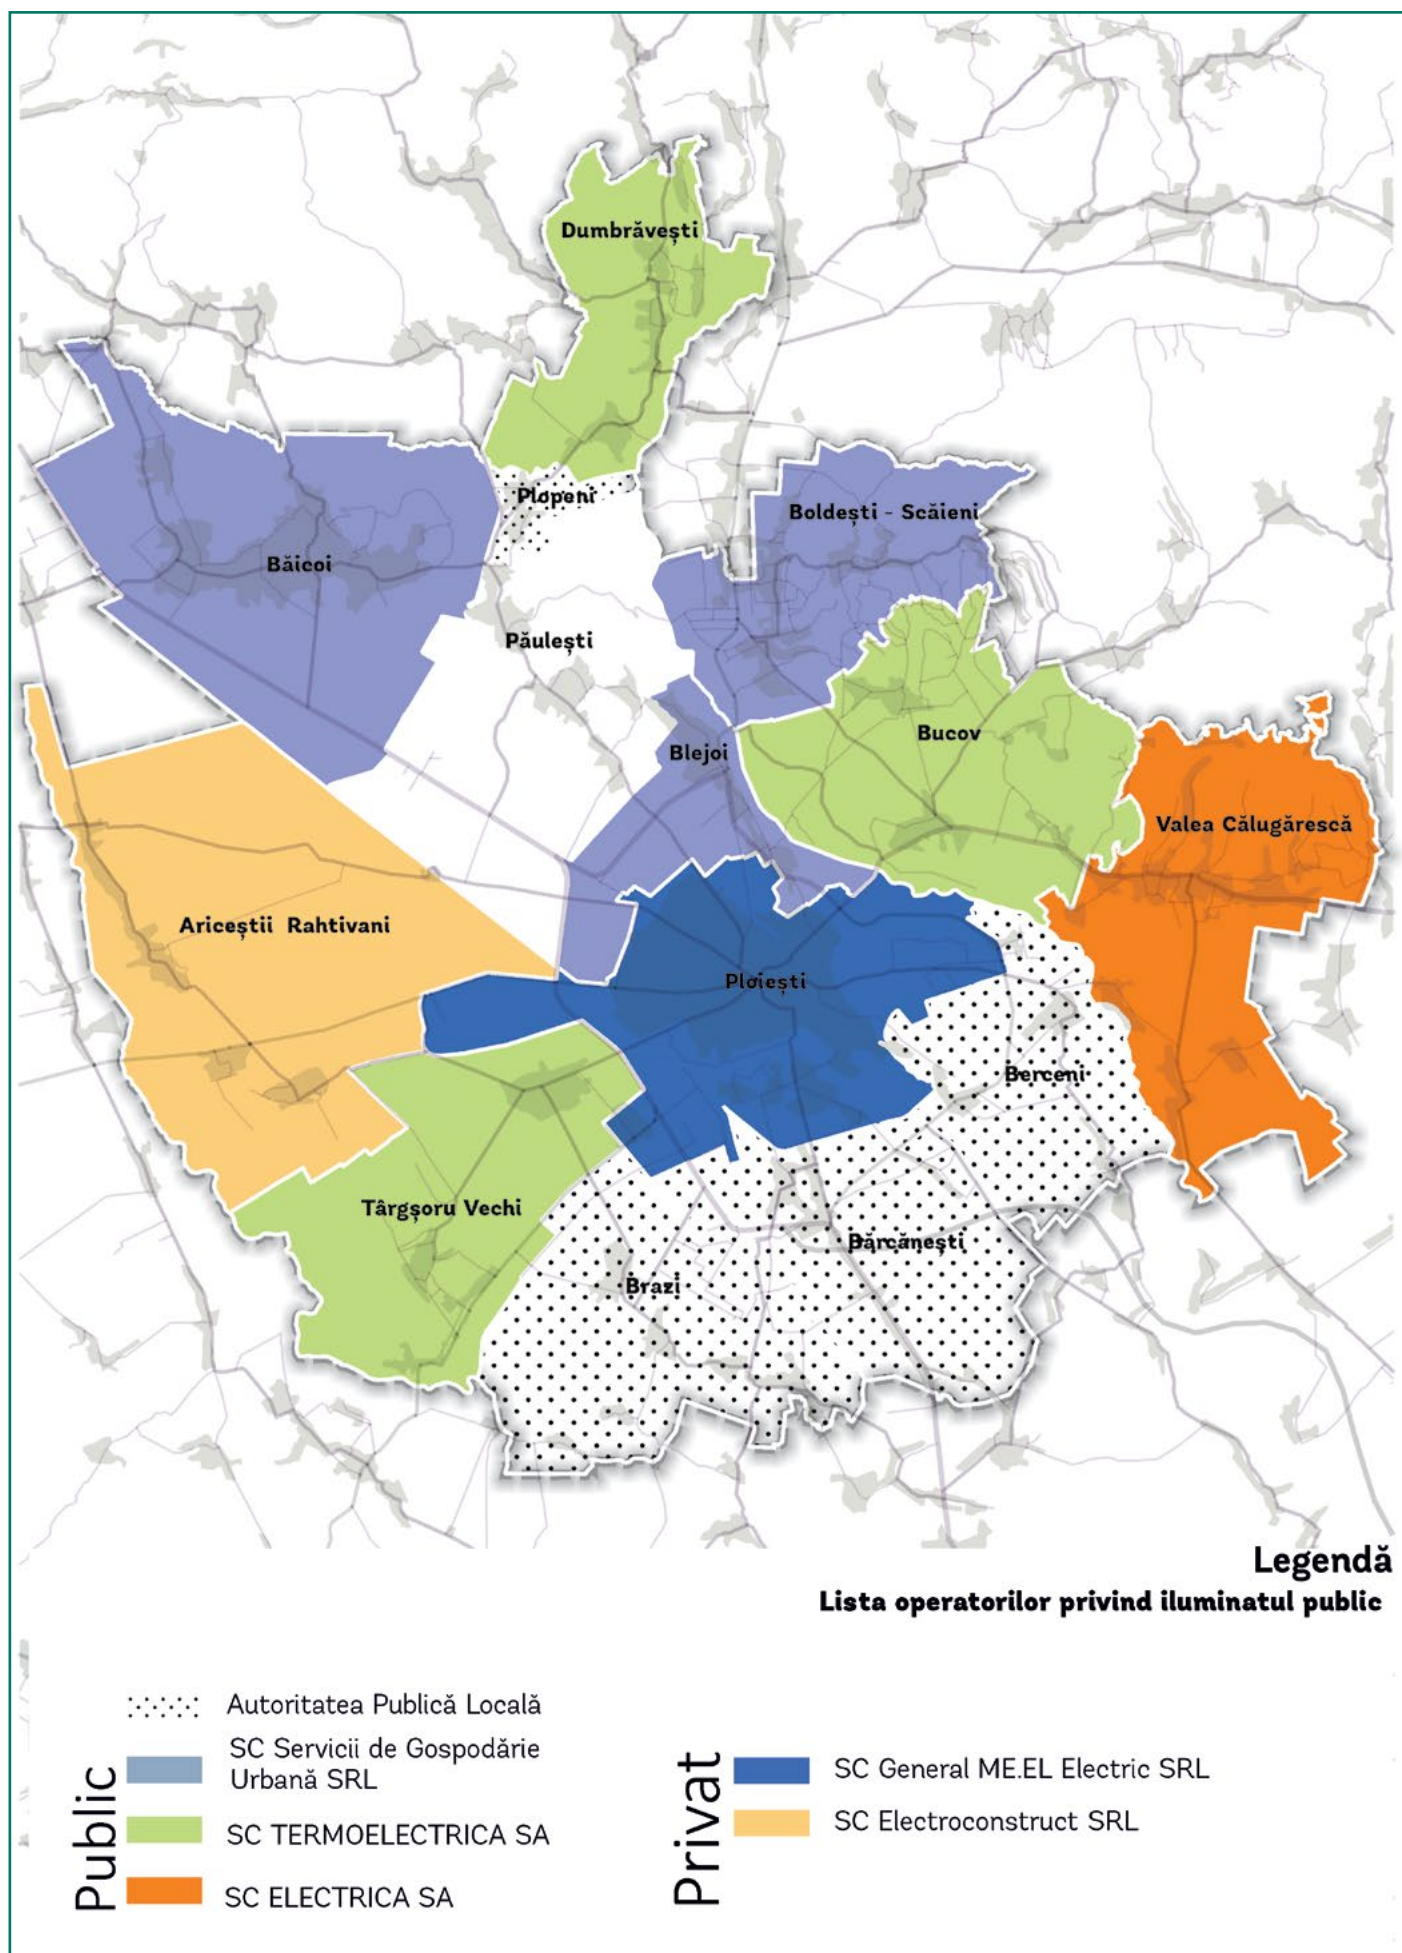 Dumbrăvești
Plopeni
Boldești - Scăieni
Băicoi
Păulești
Bucov
Blejoi
Valea Călugărescă
Ariceștii Rahtivani
Ploiești
Berceni
Târgșoru Vechi
Bărcănești
Brazi
Legendă
Lista operatorilor privind iluminatul public
Public
Autoritatea Publică Locală
SC Servicii de Gospodărie
Urbană SRL
SC TERMOELECTRICA SA
SC ELECTRICA SA
Privat
SC General ME.EL Electric SRL
SC Electroconstruct SRL